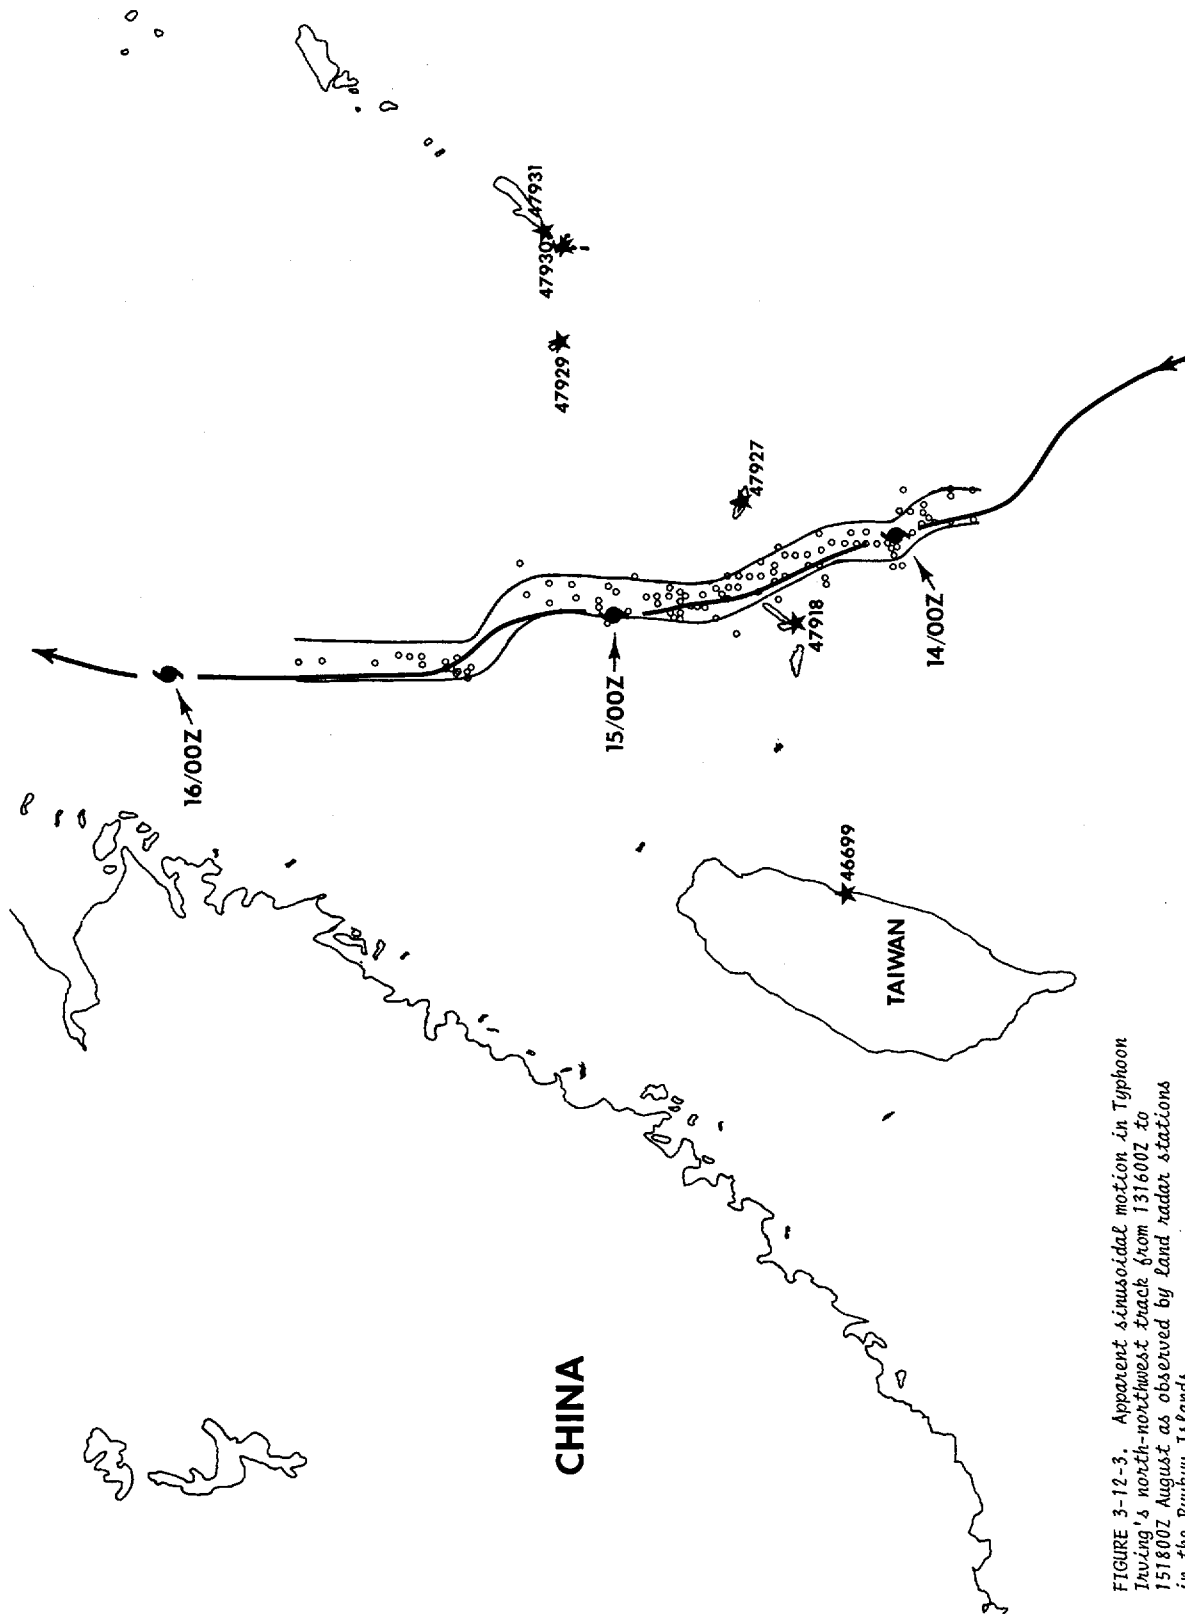 16/00Z
15/00Z
14/00Z
47931
47930
47929
47927
47918
46699
TAIWAN
CHINA
FIGURE 3-12-3. Apparent sinusoidal motion in Typhoon
Irving's north-northwest track from 131600Z to
151800Z August as observed by land radar stations
in the